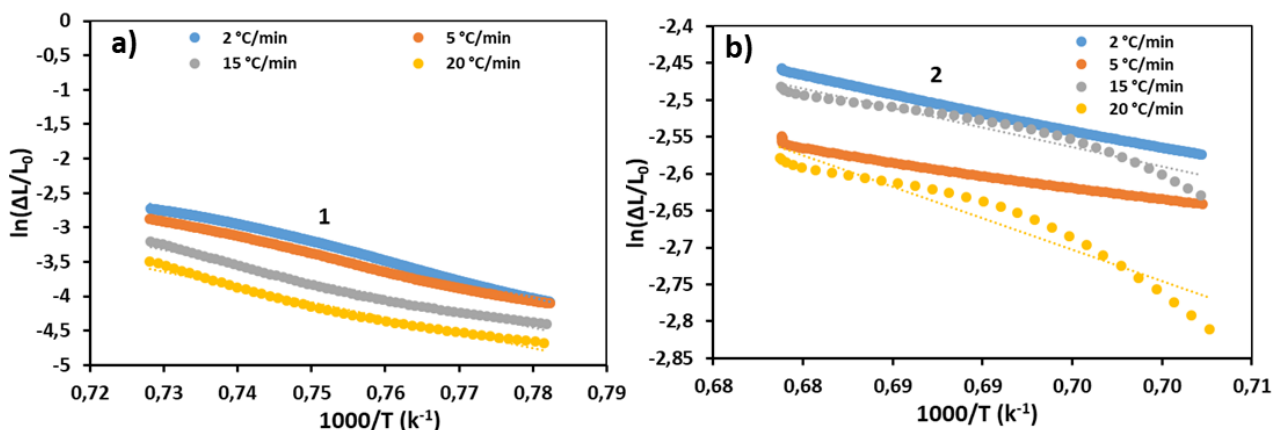 a)
2 °C/min
5 °C/min
15 °C/min
20 °C/min
1
0
-0,5
-1
-1,5
-2
-2,5
-3
-3,5
-4
-4,5
-5
ln(ΔL/L₀)
0,72
0,73
0,74
0,75
0,76
0,77
0,78
0,79
1000/T (k⁻¹)
b)
2 °C/min
5 °C/min
15 °C/min
20 °C/min
2
-2,4
-2,45
-2,5
-2,55
-2,6
-2,65
-2,7
-2,75
-2,8
-2,85
ln(ΔL/L₀)
0,68
0,68
0,69
0,69
0,70
0,70
0,71
1000/T (k⁻¹)